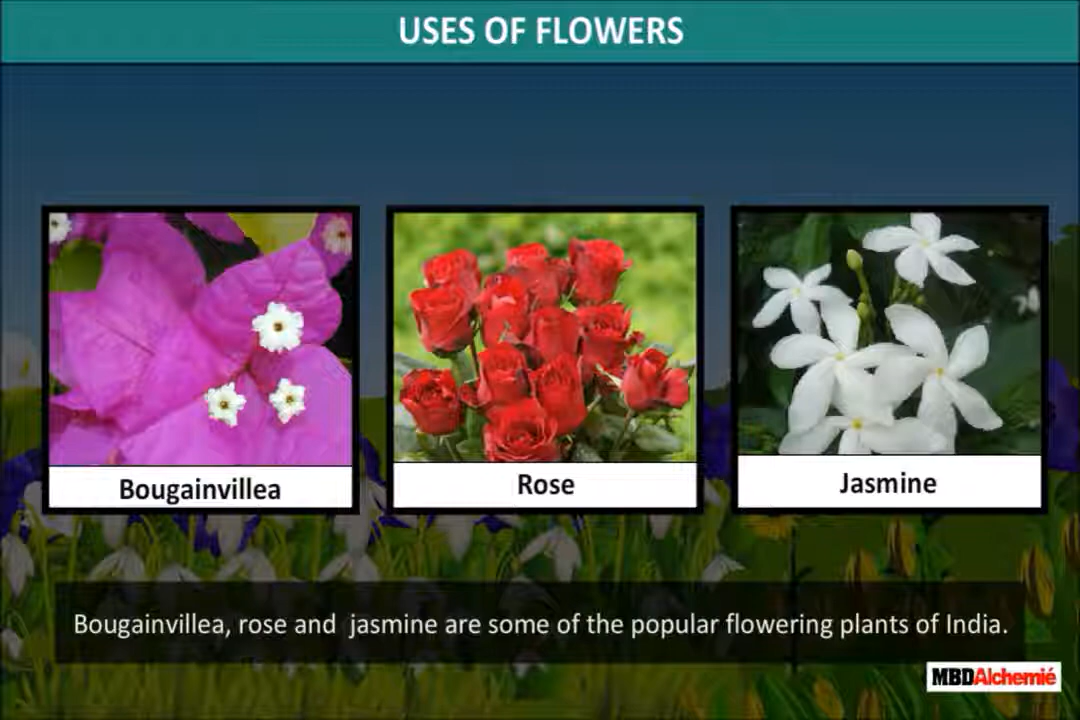 USES OF FLOWERS
Bougainvillea
Rose
Jasmine
Bougainvillea, rose and jasmine are some of the popular flowering plants of India.
MBDAlchemié